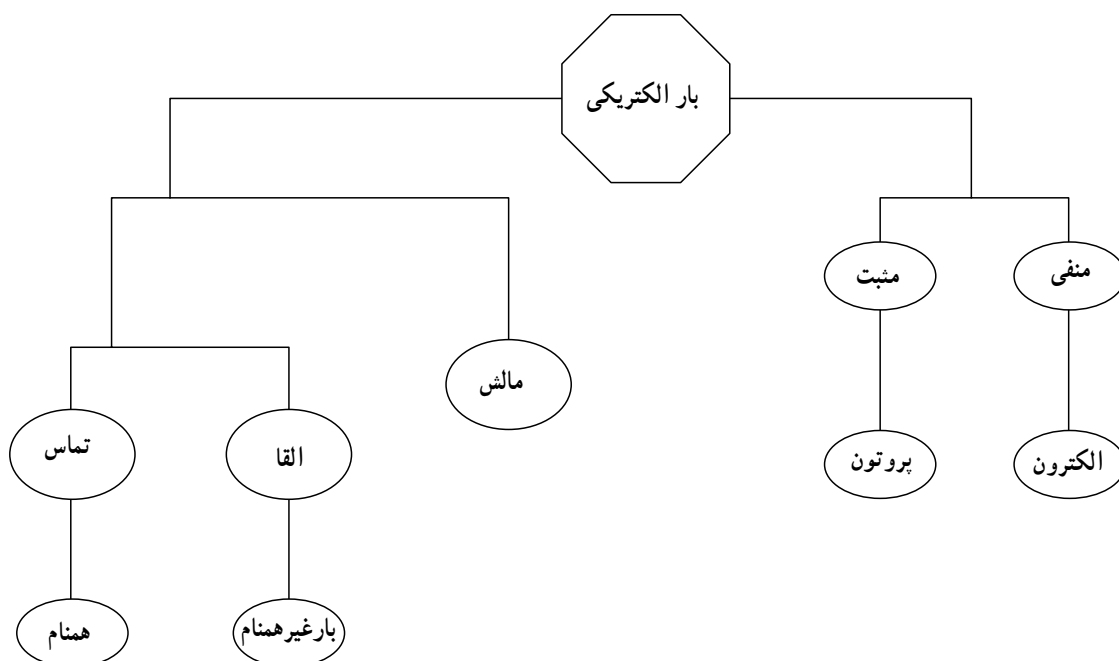 بار الکتریکی
منفی
مثبت
مالش
الکترون
پروتون
القا
تماس
بارغیرهمنام
همنام